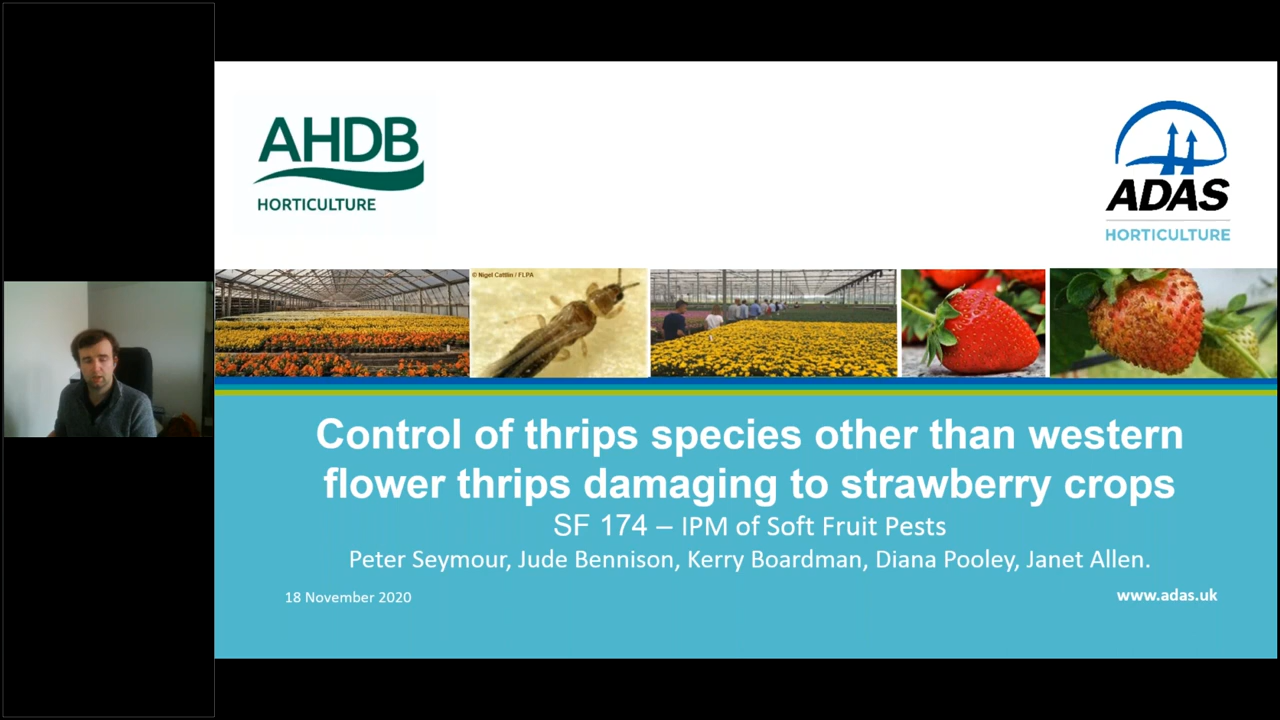 AHDB
HORTICULTURE
ADAS
HORTICULTURE
© Nigel Cattlin / FLPA
Control of thrips species other than western
flower thrips damaging to strawberry crops
SF 174 – IPM of Soft Fruit Pests
Peter Seymour, Jude Bennison, Kerry Boardman, Diana Pooley, Janet Allen.
18 November 2020
www.adas.uk